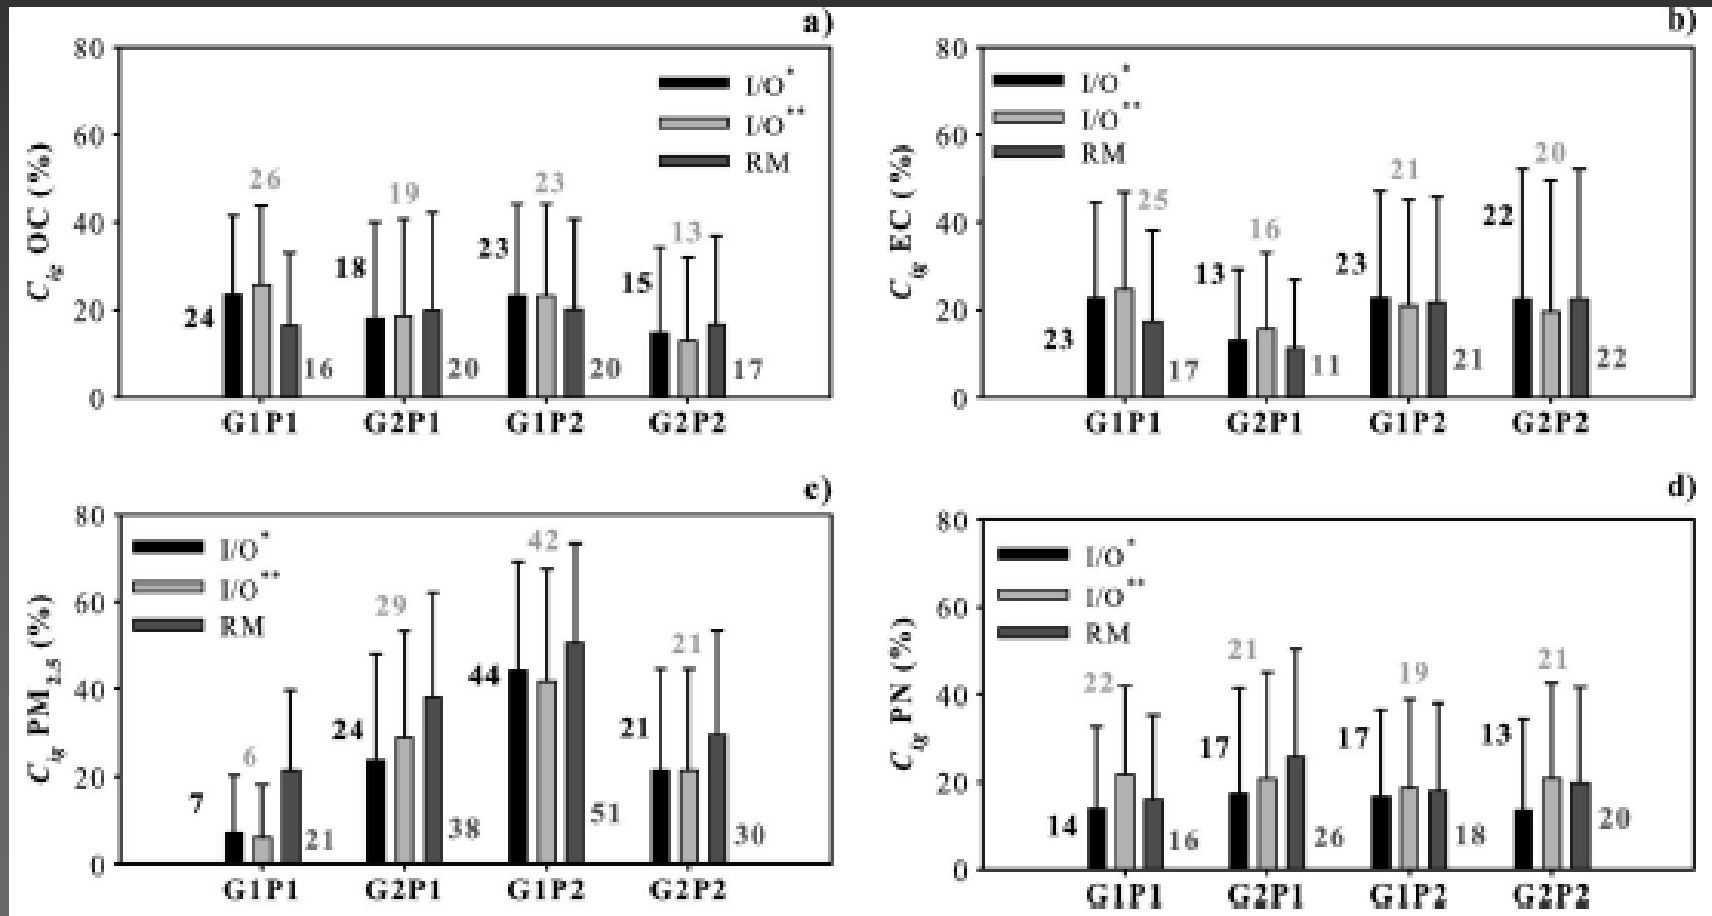 a)
80
60
40
20
0
C_ig OC (%)
I/O*
I/O**
RM
24
26
16
18
19
20
23
23
20
15
13
17
G1P1 G2P1 G1P2 G2P2
b)
80
60
40
20
0
C_ig EC (%)
I/O*
I/O**
RM
23
25
17
13
16
11
23
21
21
22
20
22
G1P1 G2P1 G1P2 G2P2
c)
80
60
40
20
0
C_ig PM2.5 (%)
I/O*
I/O**
RM
7
6
21
24
29
38
44
42
51
21
21
30
G1P1 G2P1 G1P2 G2P2
d)
80
60
40
20
0
C_ig PN (%)
I/O*
I/O**
RM
14
22
16
17
21
26
17
19
18
13
21
20
G1P1 G2P1 G1P2 G2P2